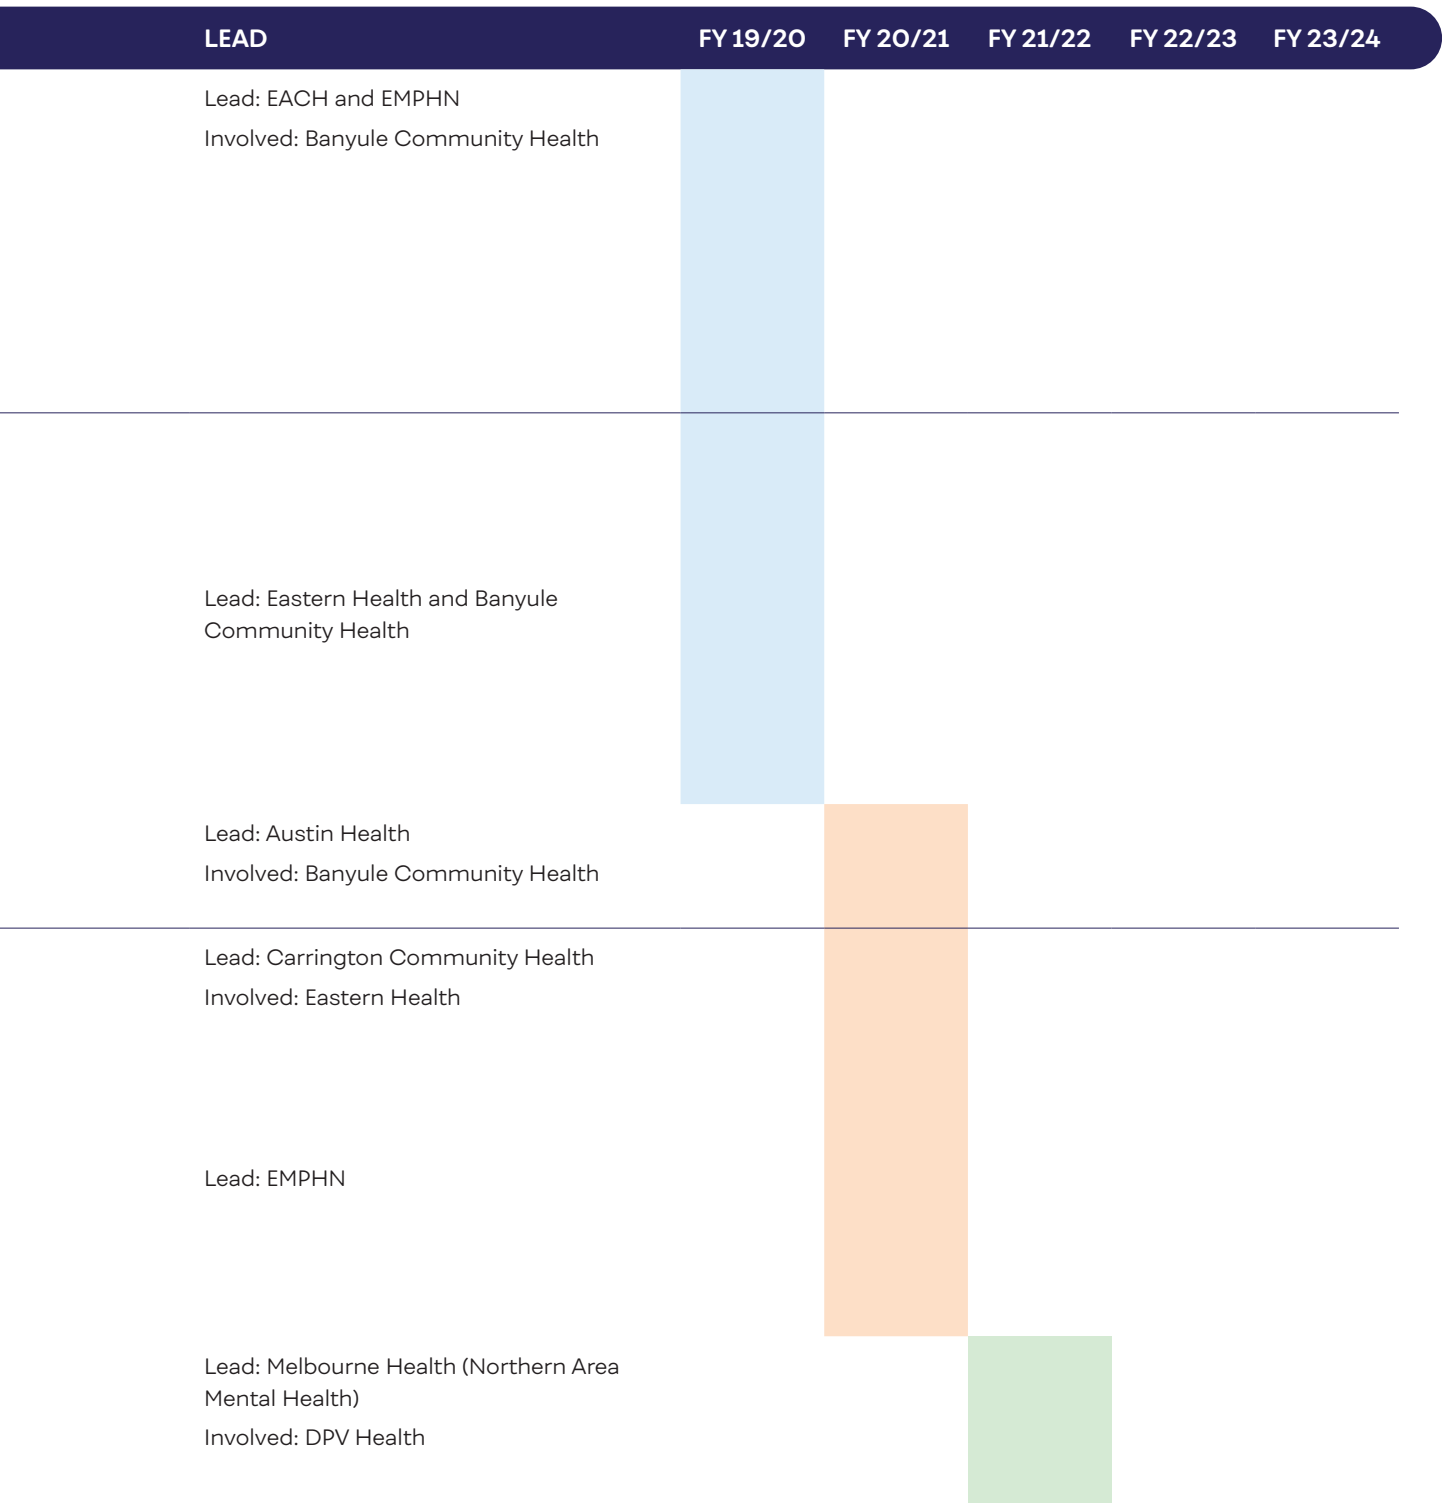 LEAD FY 19/20 FY 20/21 FY 21/22 FY 22/23 FY 23/24
Lead: EACH and EMPHN
Involved: Banyule Community Health
Lead: Eastern Health and Banyule
Community Health
Lead: Austin Health
Involved: Banyule Community Health
Lead: Carrington Community Health
Involved: Eastern Health
Lead: EMPHN
Lead: Melbourne Health (Northern Area
Mental Health)
Involved: DPV Health